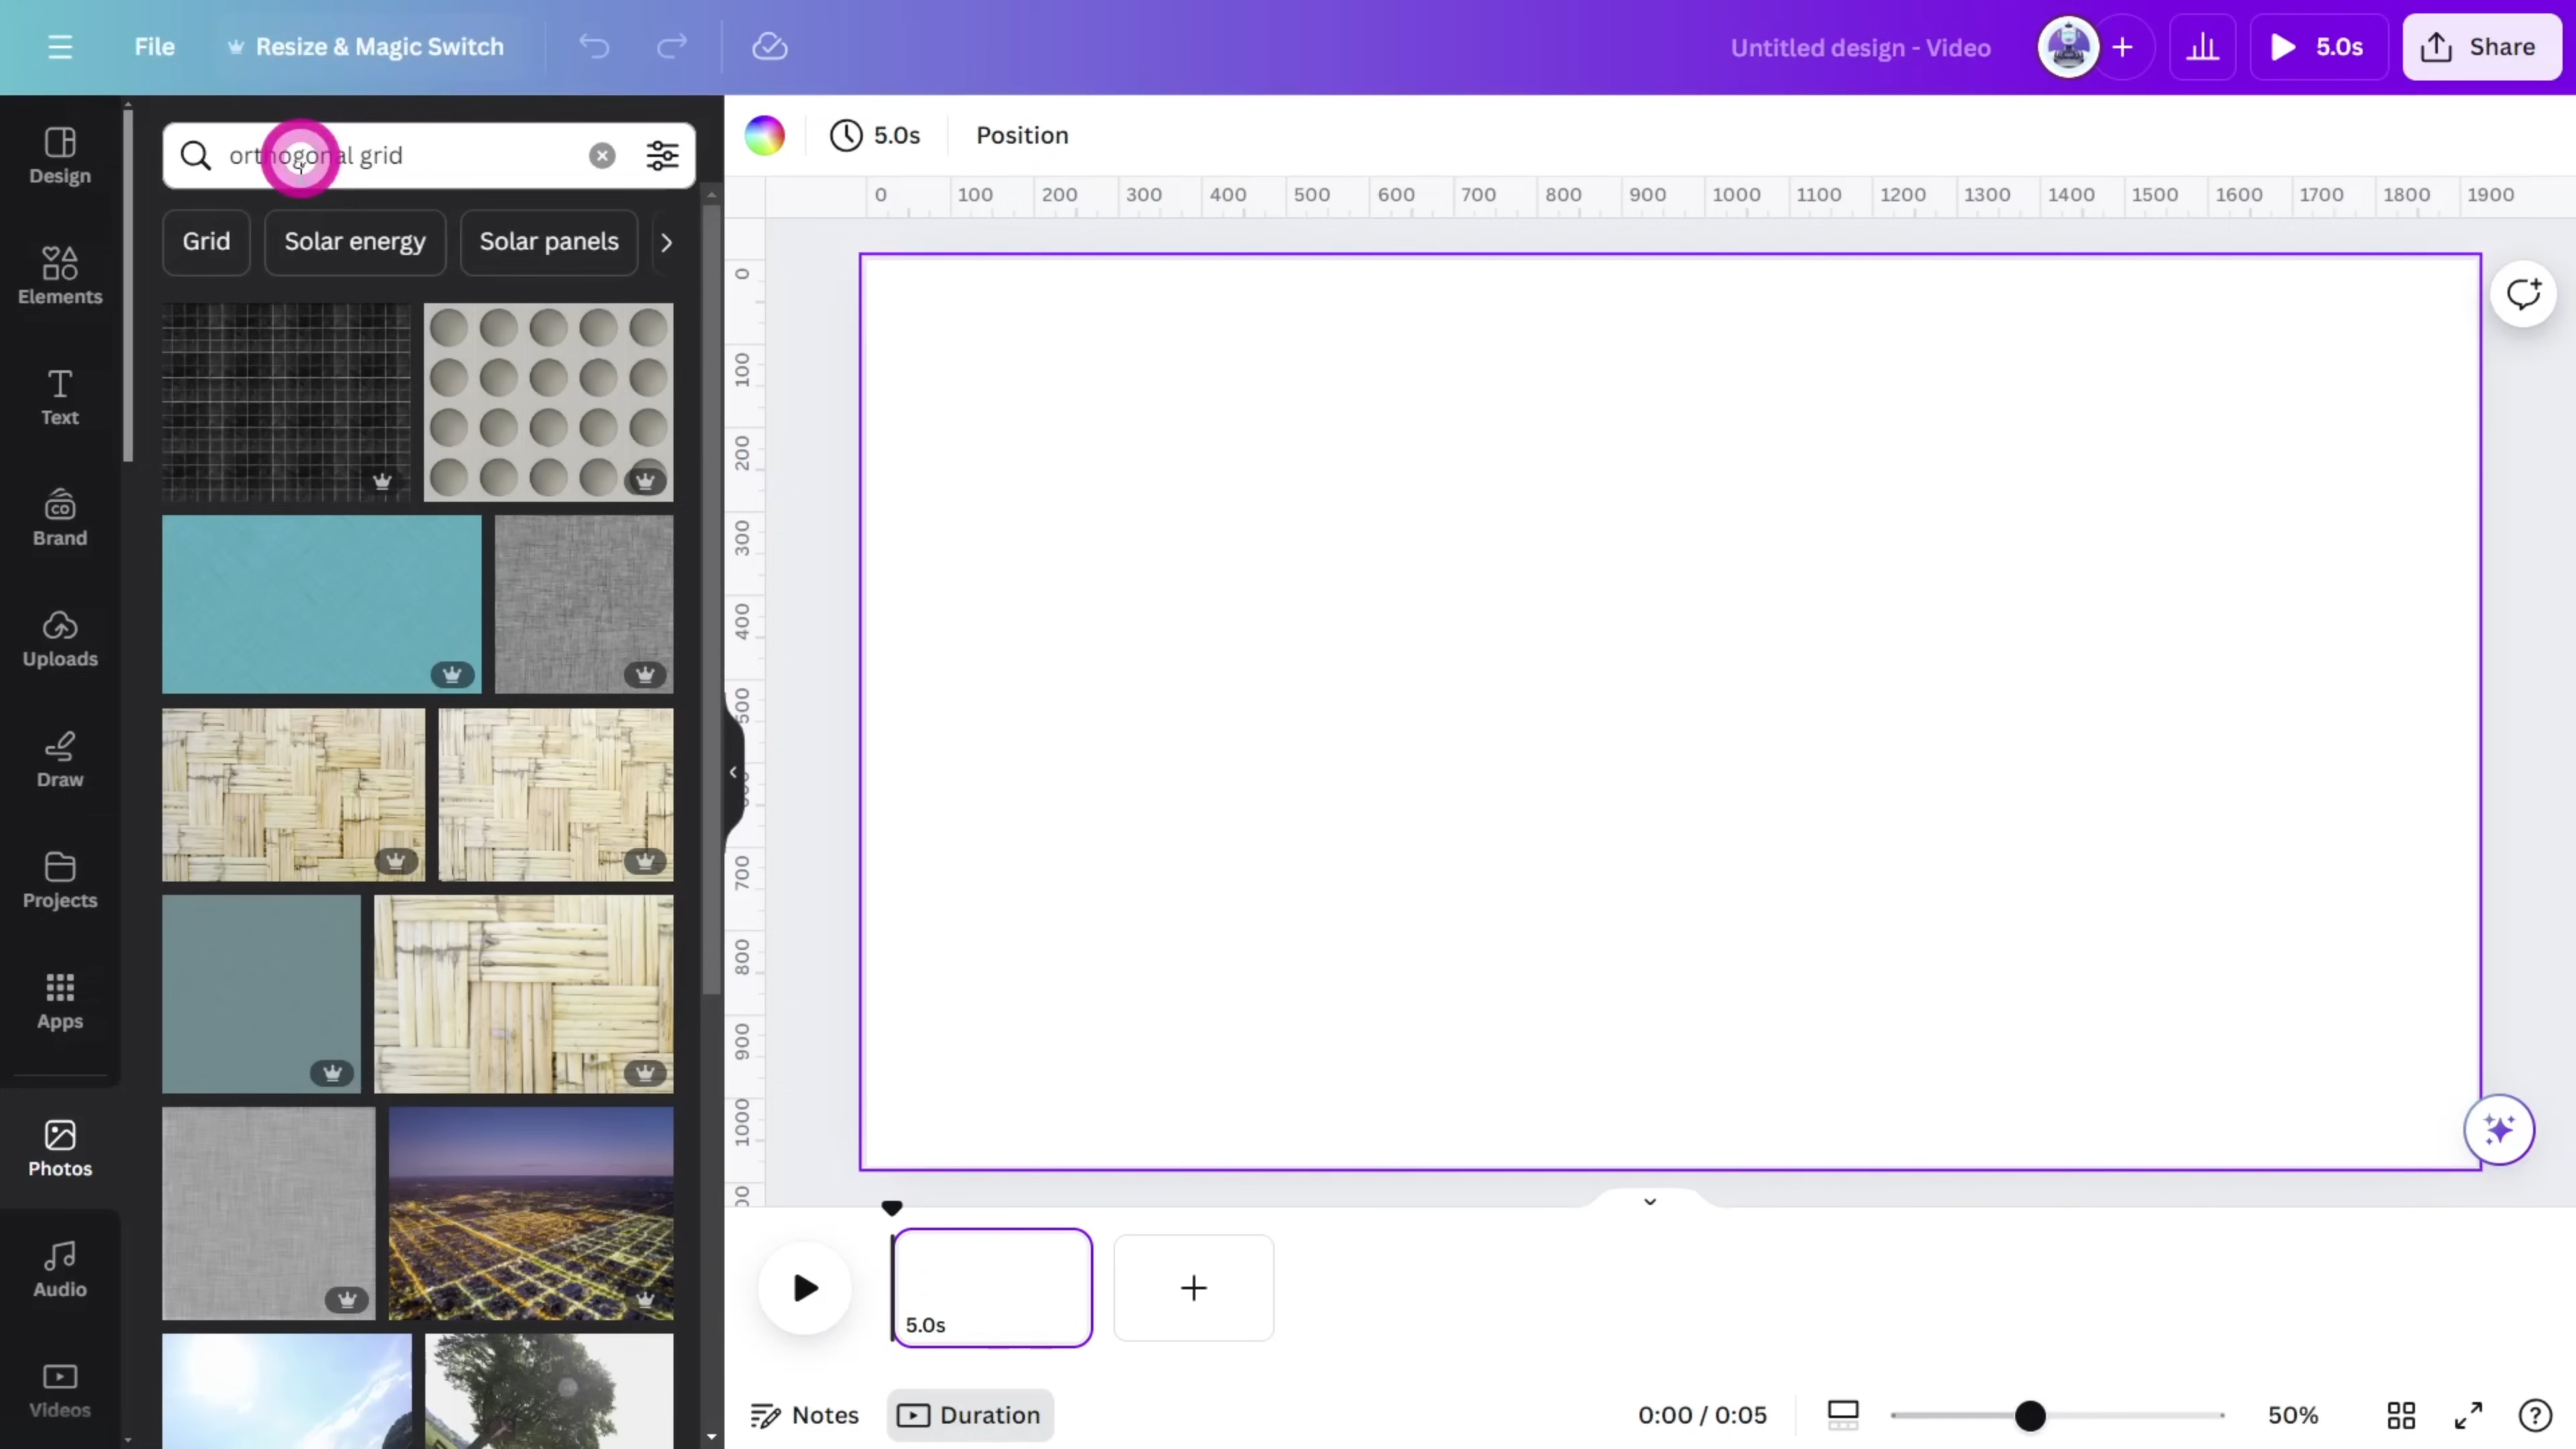 File
Resize & Magic Switch
Untitled design - Video
5.0s
Share
Design
Elements
Text
Brand
Uploads
Draw
Projects
Apps
Photos
Audio
Videos
orthogonal grid
Grid
Solar energy
Solar panels
5.0s
Position
0 100 200 300 400 500 600 700 800 900 1000 1100 1200 1300 1400 1500 1600 1700 1800 1900
0
100
200
300
400
500
700
800
900
1000
5.0s
Notes
Duration
0:00 / 0:05
50%